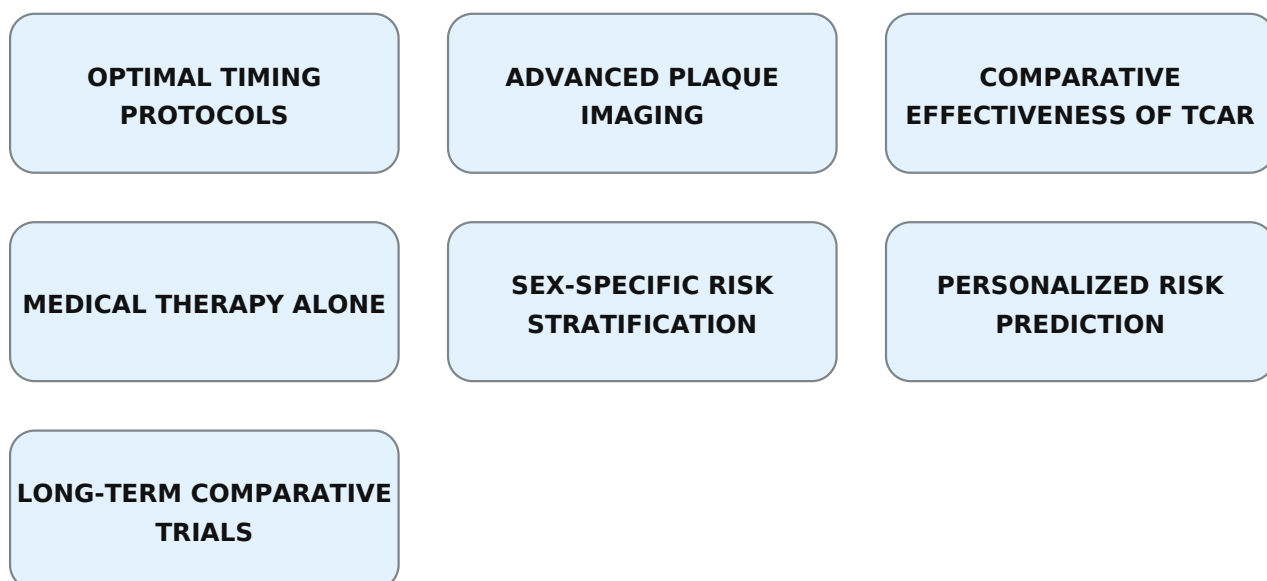 OPTIMAL TIMING
PROTOCOLS
ADVANCED PLAQUE
IMAGING
COMPARATIVE
EFFECTIVENESS OF TCAR
MEDICAL THERAPY ALONE
SEX-SPECIFIC RISK
STRATIFICATION
PERSONALIZED RISK
PREDICTION
LONG-TERM COMPARATIVE
TRIALS